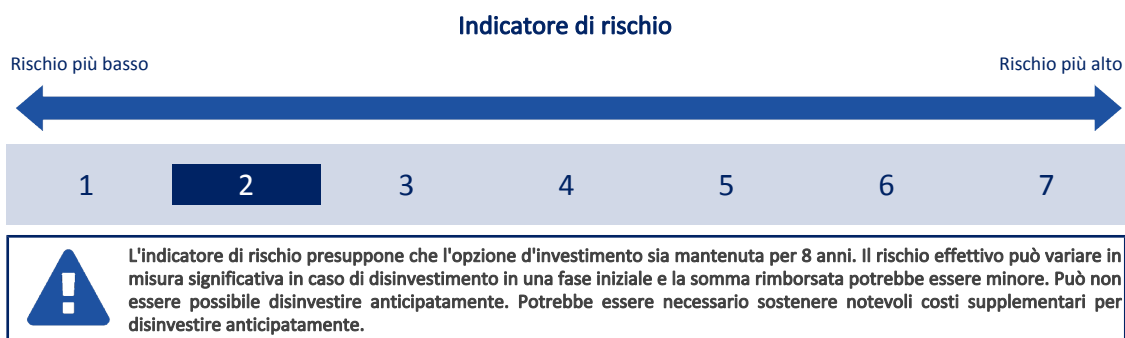 Indicatore di rischio
Rischio più basso Rischio più alto
1 2 3 4 5 6 7
L'indicatore di rischio presuppone che l'opzione d'investimento sia mantenuta per 8 anni. Il rischio effettivo può variare in
misura significativa in caso di disinvestimento in una fase iniziale e la somma rimborsata potrebbe essere minore. Può non
essere possibile disinvestire anticipatamente. Potrebbe essere necessario sostenere notevoli costi supplementari per
disinvestire anticipatamente.